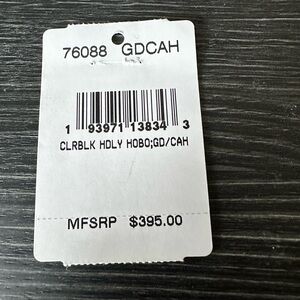 76088 GDCAH
1 93971 13834 3
CLRBLK HDLY HOBO;GD/CAH
MFSRP $395.00